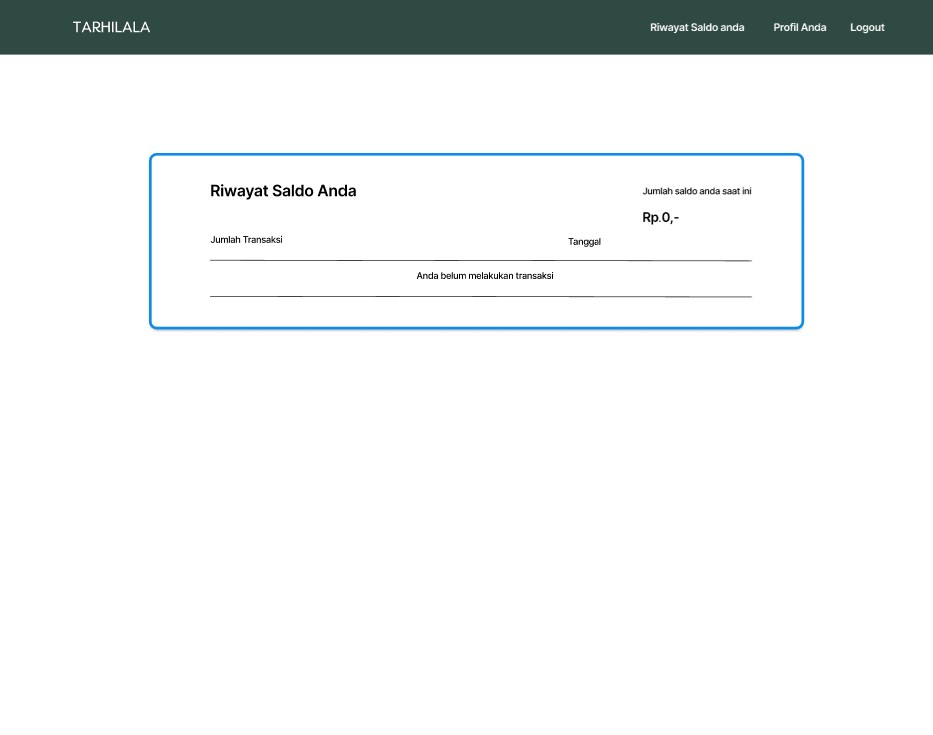 TARHILALA
Riwayat Saldo anda
Profil Anda
Logout
Riwayat Saldo Anda
Jumlah saldo anda saat ini
Rp.0,-
Jumlah Transaksi
Tanggal
Anda belum melakukan transaksi